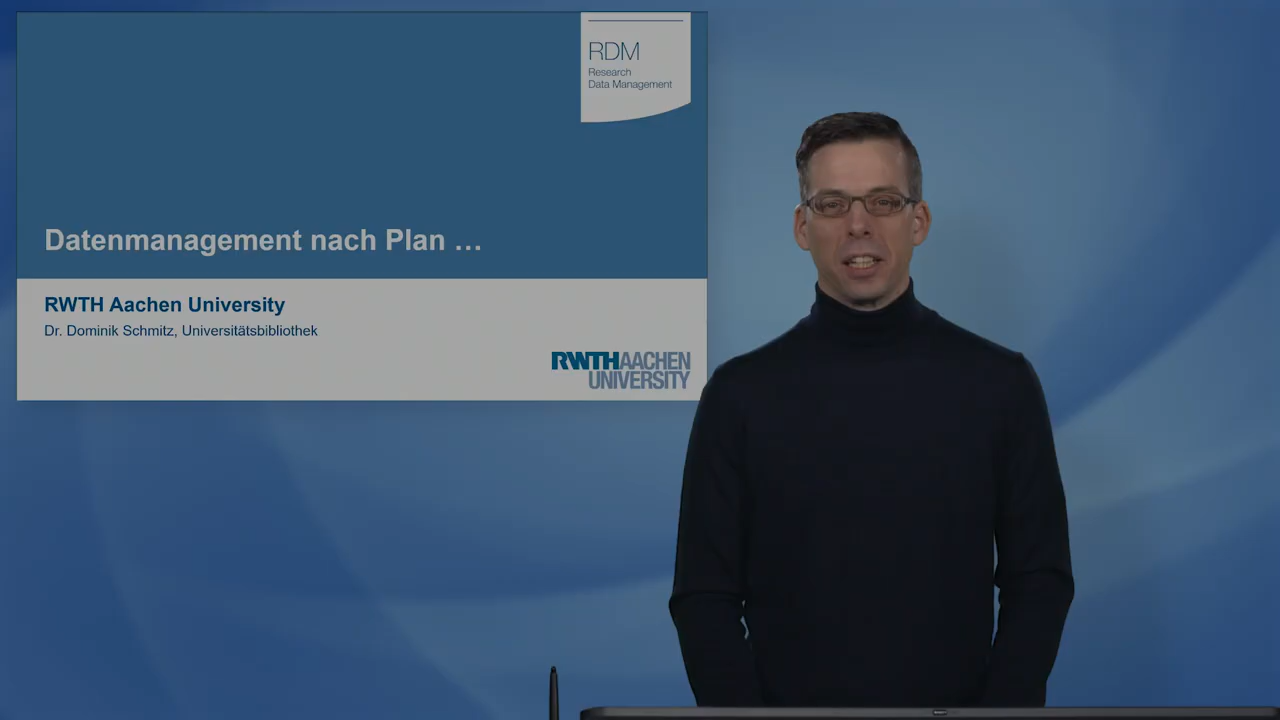 RDM
Research
Data Management
Datenmanagement nach Plan ...
RWTH Aachen University
Dr. Dominik Schmitz, Universitätsbibliothek
RWTHAACHEN
UNIVERSITY